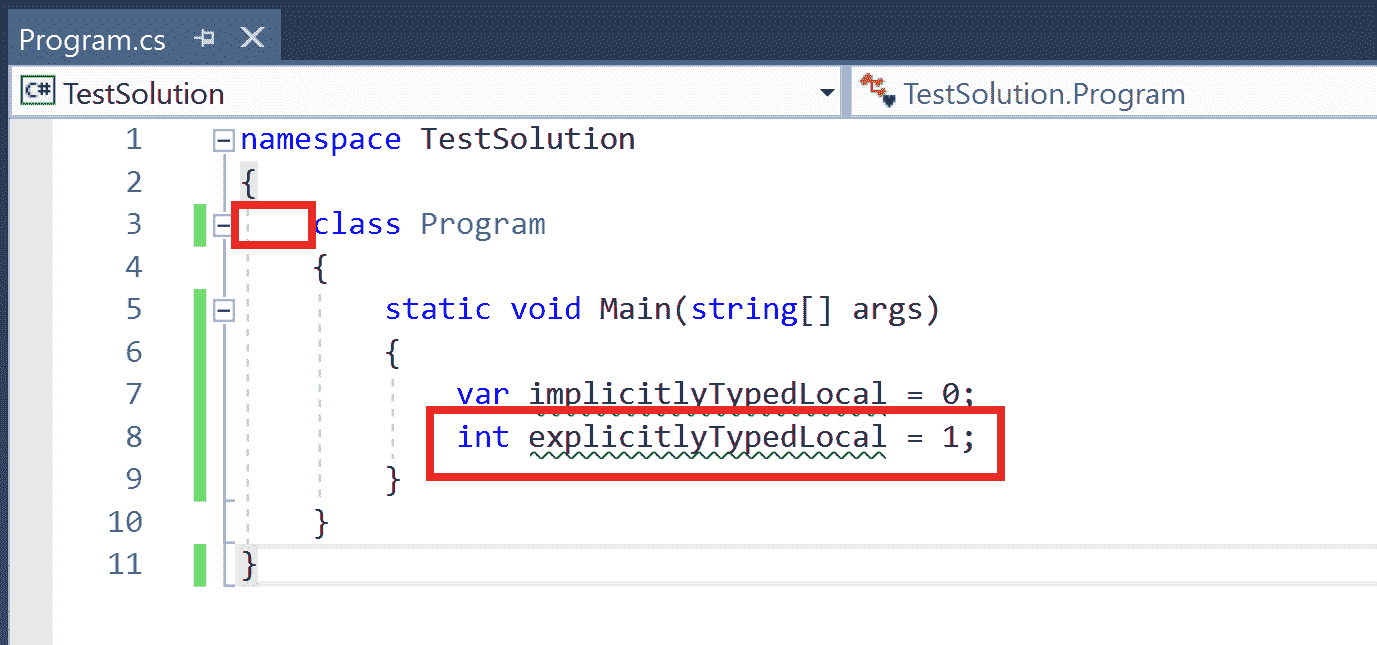 Program.cs
C# TestSolution TestSolution.Program
1 namespace TestSolution
2 {
3 class Program
4 {
5 static void Main(string[] args)
6 {
7 var implicitlyTypedLocal = 0;
8 int explicitlyTypedLocal = 1;
9 }
10 }
11 }